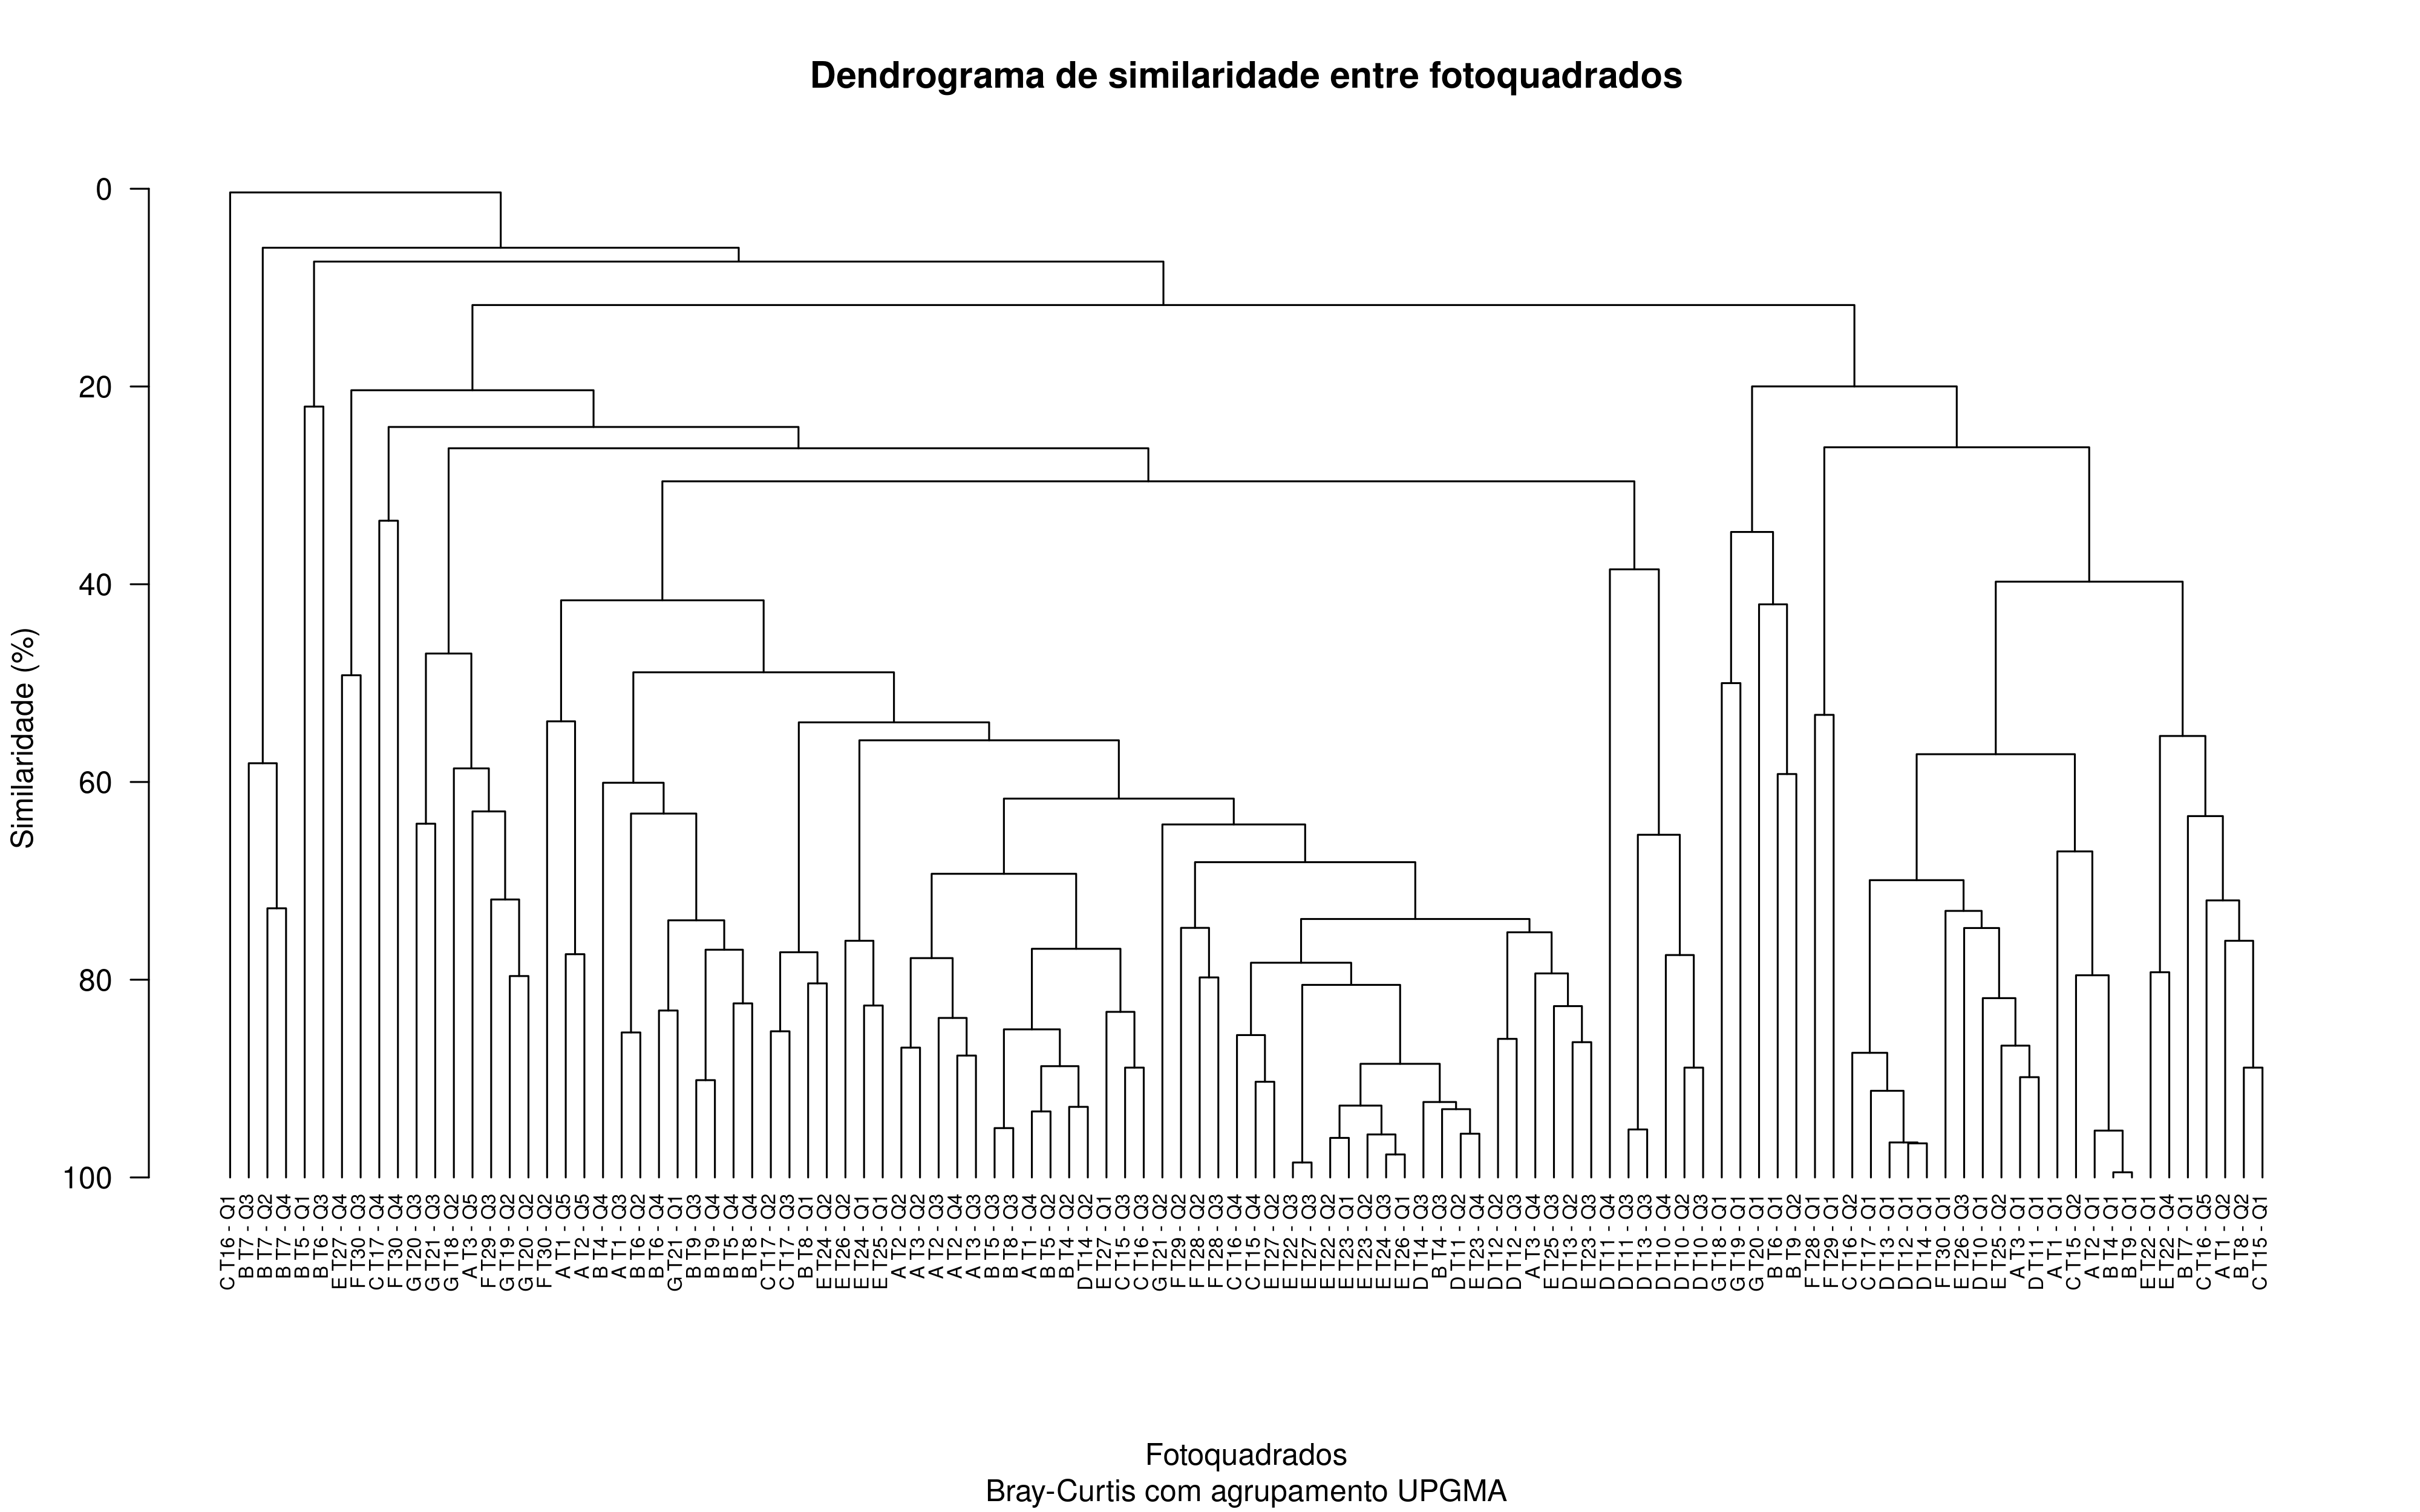 Dendrograma de similaridade entre fotoquadrados
Similaridade (%)
0
20
40
60
80
100
C T16 - Q1
B T7 - Q3
B T7 - Q2
B T7 - Q4
B T5 - Q1
B T6 - Q3
E T27 - Q4
F T30 - Q3
C T17 - Q4
F T30 - Q4
G T20 - Q3
G T21 - Q3
G T18 - Q2
A T3 - Q5
F T29 - Q3
G T19 - Q2
G T20 - Q2
F T30 - Q2
A T1 - Q5
A T2 - Q5
B T4 - Q4
A T1 - Q3
B T6 - Q2
B T6 - Q4
G T21 - Q1
B T9 - Q3
B T9 - Q4
B T5 - Q4
B T8 - Q4
C T17 - Q2
C T17 - Q3
B T8 - Q1
E T24 - Q2
E T26 - Q2
E T24 - Q1
E T25 - Q1
A T2 - Q2
A T3 - Q2
A T2 - Q3
A T2 - Q4
A T3 - Q3
B T5 - Q3
B T8 - Q3
A T1 - Q4
B T5 - Q2
B T4 - Q2
D T14 - Q2
E T27 - Q1
C T15 - Q3
C T16 - Q3
G T21 - Q2
F T29 - Q2
F T28 - Q2
F T28 - Q3
C T16 - Q4
C T15 - Q4
E T27 - Q2
E T22 - Q3
E T27 - Q3
E T22 - Q2
E T23 - Q1
E T23 - Q2
E T24 - Q3
E T26 - Q1
D T14 - Q3
B T4 - Q3
D T11 - Q2
E T23 - Q4
D T12 - Q2
D T12 - Q3
A T3 - Q4
E T25 - Q3
D T13 - Q2
E T23 - Q3
D T11 - Q4
D T11 - Q3
D T13 - Q3
D T10 - Q4
D T10 - Q2
D T10 - Q3
G T18 - Q1
G T19 - Q1
G T20 - Q1
B T6 - Q1
B T9 - Q2
F T28 - Q1
F T29 - Q1
C T16 - Q2
C T17 - Q1
D T13 - Q1
D T12 - Q1
D T14 - Q1
F T30 - Q1
E T26 - Q3
D T10 - Q1
E T25 - Q2
A T3 - Q1
D T11 - Q1
A T1 - Q1
C T15 - Q2
A T2 - Q1
B T4 - Q1
B T9 - Q1
E T22 - Q1
E T22 - Q4
B T7 - Q1
C T16 - Q5
A T1 - Q2
B T8 - Q2
C T15 - Q1
Fotoquadrados
Bray-Curtis com agrupamento UPGMA